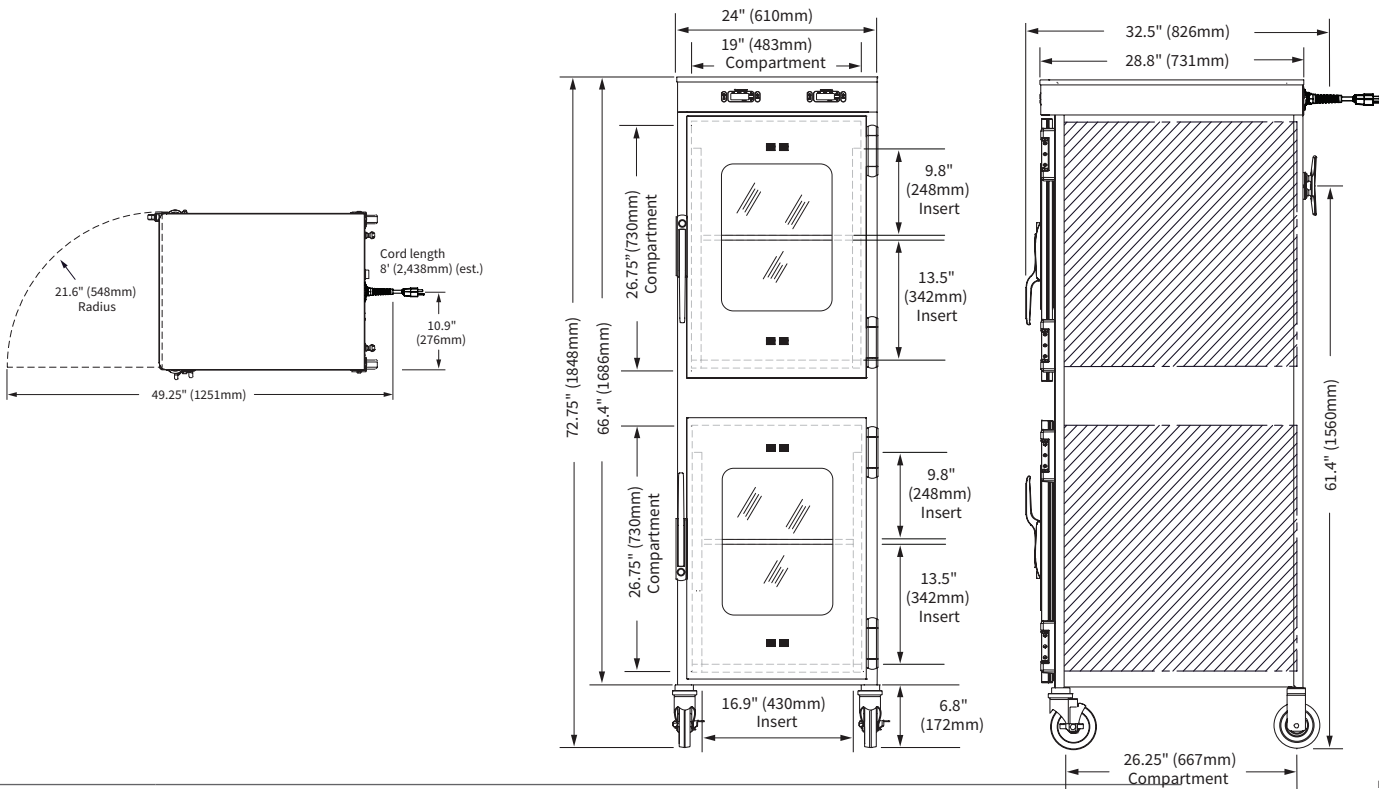 24" (610mm)
19" (483mm)
Compartment
32.5" (826mm)
28.8" (731mm)
9.8"
(248mm)
Insert
26.75”(730mm)
Compartment
13.5"
(342mm)
Insert
Cord length
8' (2,438mm) (est.)
21.6" (548mm)
Radius
10.9"
(276mm)
49.25" (1251mm)
72.75" (1848mm)
66.4" (1686mm)
61.4" (1560mm)
9.8"
(248mm)
Insert
26.75" (730mm)
Compartment
13.5"
(342mm)
Insert
16.9" (430mm)
Insert
6.8"
(172mm)
26.25" (667mm)
Compartment